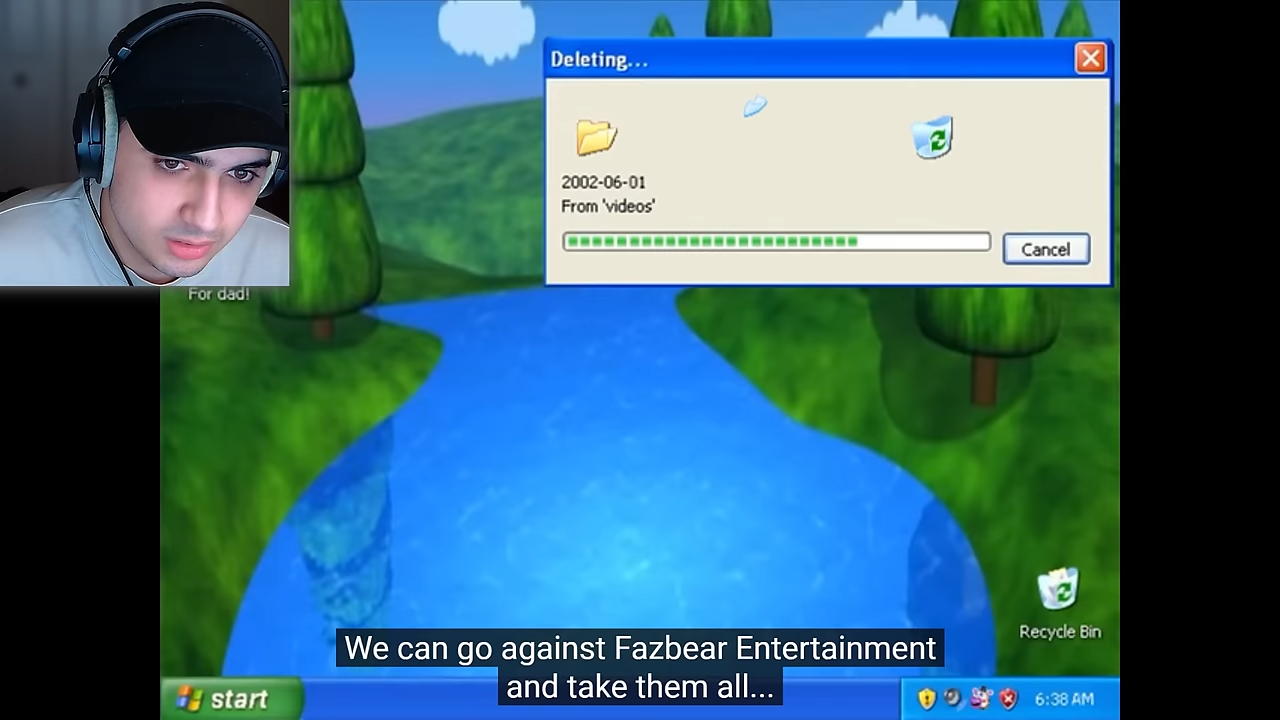 Deleting...
2002-06-01
From 'videos'
Cancel
For dad!
Recycle Bin
We can go against Fazbear Entertainment
and take them all...
start
6:38 AM